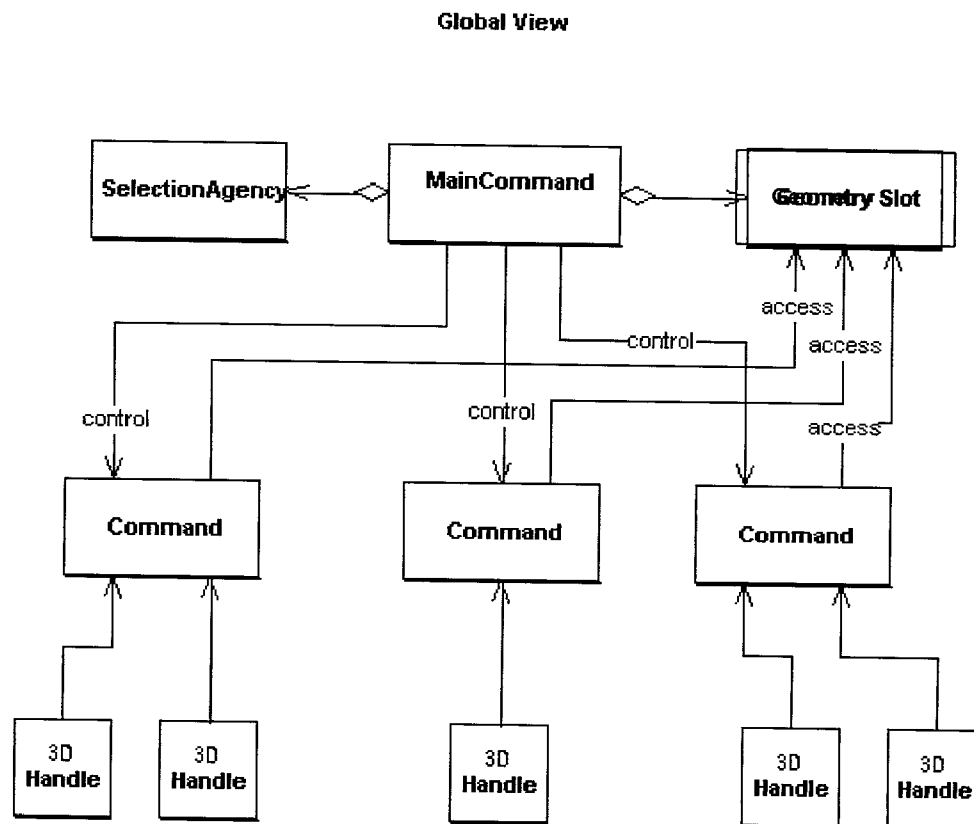 Global View
SelectionAgency
MainCommand
Geometry Slot
access
control
access
control
control
access
Command
Command
Command
3D
Handle
3D
Handle
3D
Handle
3D
Handle
3D
Handle